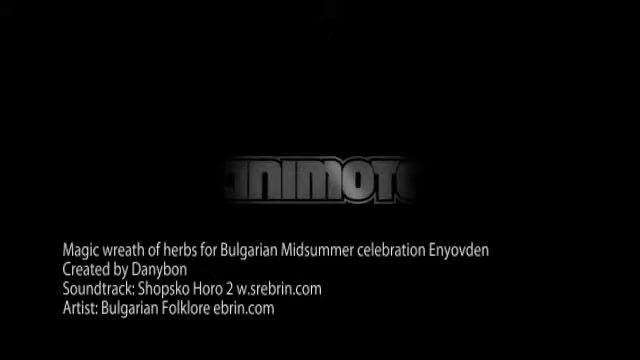 animoto
Magic wreath of herbs for Bulgarian Midsummer celebration Enyovden
Created by Danybon
Soundtrack: Shopsko Horo 2 w.srebrin.com
Artist: Bulgarian Folklore ebrin.com